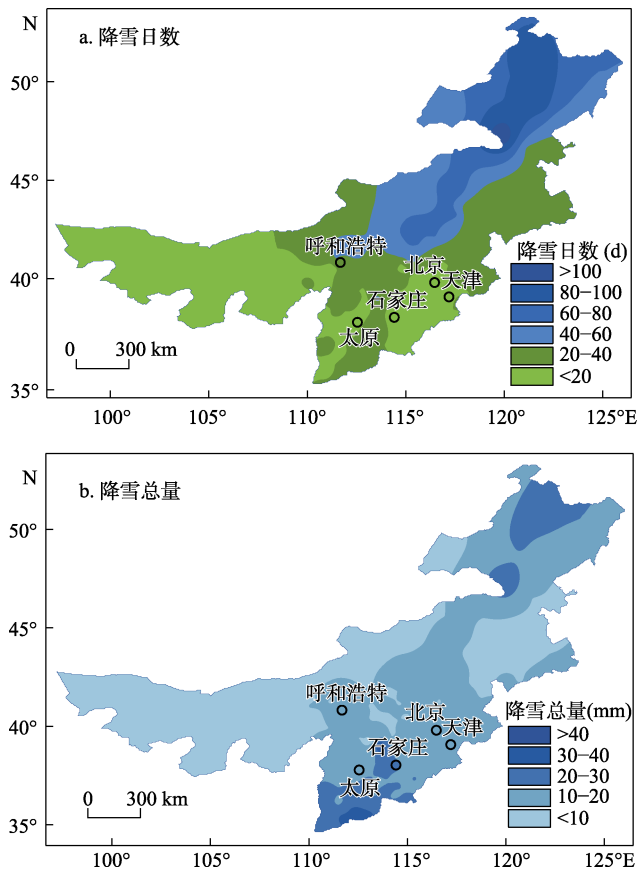 N
a. 降雪日数
50°
45°
40°
35°
呼和浩特
北京
天津
石家庄
太原
0 300 km
降雪日数 (d)
>100
80−100
60−80
40−60
20−40
<20
100° 105° 110° 115° 120° 125°E
N
b. 降雪总量
50°
45°
40°
35°
呼和浩特
北京
天津
石家庄
太原
0 300 km
降雪总量(mm)
>40
30−40
20−30
10−20
<10
100° 105° 110° 115° 120° 125°E